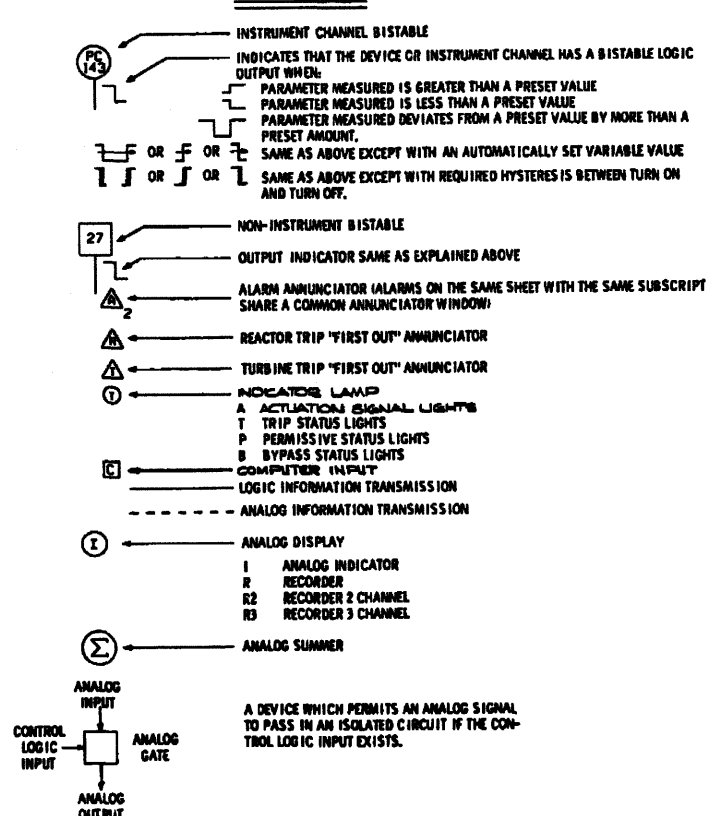 INSTRUMENT CHANNEL BISTABLE
PC
143
INDICATES THAT THE DEVICE OR INSTRUMENT CHANNEL HAS A BISTABLE LOGIC
OUTPUT WHEN:
PARAMETER MEASURED IS GREATER THAN A PRESET VALUE
PARAMETER MEASURED IS LESS THAN A PRESET VALUE
PARAMETER MEASURED DEVIATES FROM A PRESET VALUE BY MORE THAN A
PRESET AMOUNT.
OR OR SAME AS ABOVE EXCEPT WITH AN AUTOMATICALLY SET VARIABLE VALUE
OR OR SAME AS ABOVE EXCEPT WITH REQUIRED HYSTERES IS BETWEEN TURN ON
AND TURN OFF.
27
NON-INSTRUMENT BISTABLE
OUTPUT INDICATOR SAME AS EXPLAINED ABOVE
ALARM ANNUNCIATOR (ALARMS ON THE SAME SHEET WITH THE SAME SUBSCRIPT
2 SHARE A COMMON ANNUNCIATOR WINDOW)
REACTOR TRIP "FIRST OUT" ANNUNCIATOR
T TURBINE TRIP "FIRST OUT" ANNUNCIATOR
T INDICATOR LAMP
A ACTUATION SIGNAL LIGHTS
T TRIP STATUS LIGHTS
P PERMISSIVE STATUS LIGHTS
B BYPASS STATUS LIGHTS
C COMPUTER INPUT
LOGIC INFORMATION TRANSMISSION
ANALOG INFORMATION TRANSMISSION
I ANALOG DISPLAY
I ANALOG INDICATOR
R RECORDER
R2 RECORDER 2 CHANNEL
R3 RECORDER 3 CHANNEL
Σ ANALOG SUMMER
ANALOG
INPUT
CONTROL
LOGIC
INPUT
ANALOG
GATE
ANALOG
OUTPUT
A DEVICE WHICH PERMITS AN ANALOG SIGNAL
TO PASS IN AN ISOLATED CIRCUIT IF THE CON-
TROL LOGIC INPUT EXISTS.